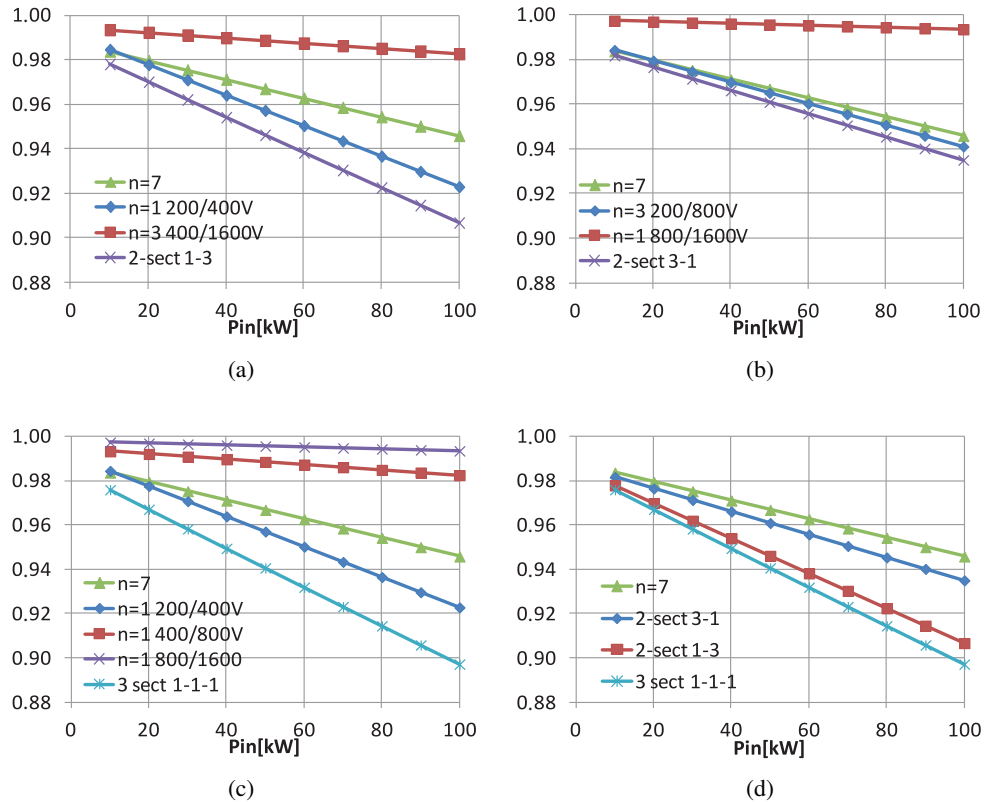 1.00
0.98
0.96
0.94
0.92
0.90
0.88
n=7
n=1 200/400V
n=3 400/1600V
2-sect 1-3
0 20 40 60 80 100
Pin[kW]
(a)
1.00
0.98
0.96
0.94
0.92
0.90
0.88
n=7
n=3 200/800V
n=1 800/1600V
2-sect 3-1
0 20 40 60 80 100
Pin[kW]
(b)
1.00
0.98
0.96
0.94
0.92
0.90
0.88
n=7
n=1 200/400V
n=1 400/800V
n=1 800/1600
3 sect 1-1-1
0 20 40 60 80 100
Pin[kW]
(c)
1.00
0.98
0.96
0.94
0.92
0.90
0.88
n=7
2-sect 3-1
2-sect 1-3
3 sect 1-1-1
0 20 40 60 80 100
Pin[kW]
(d)